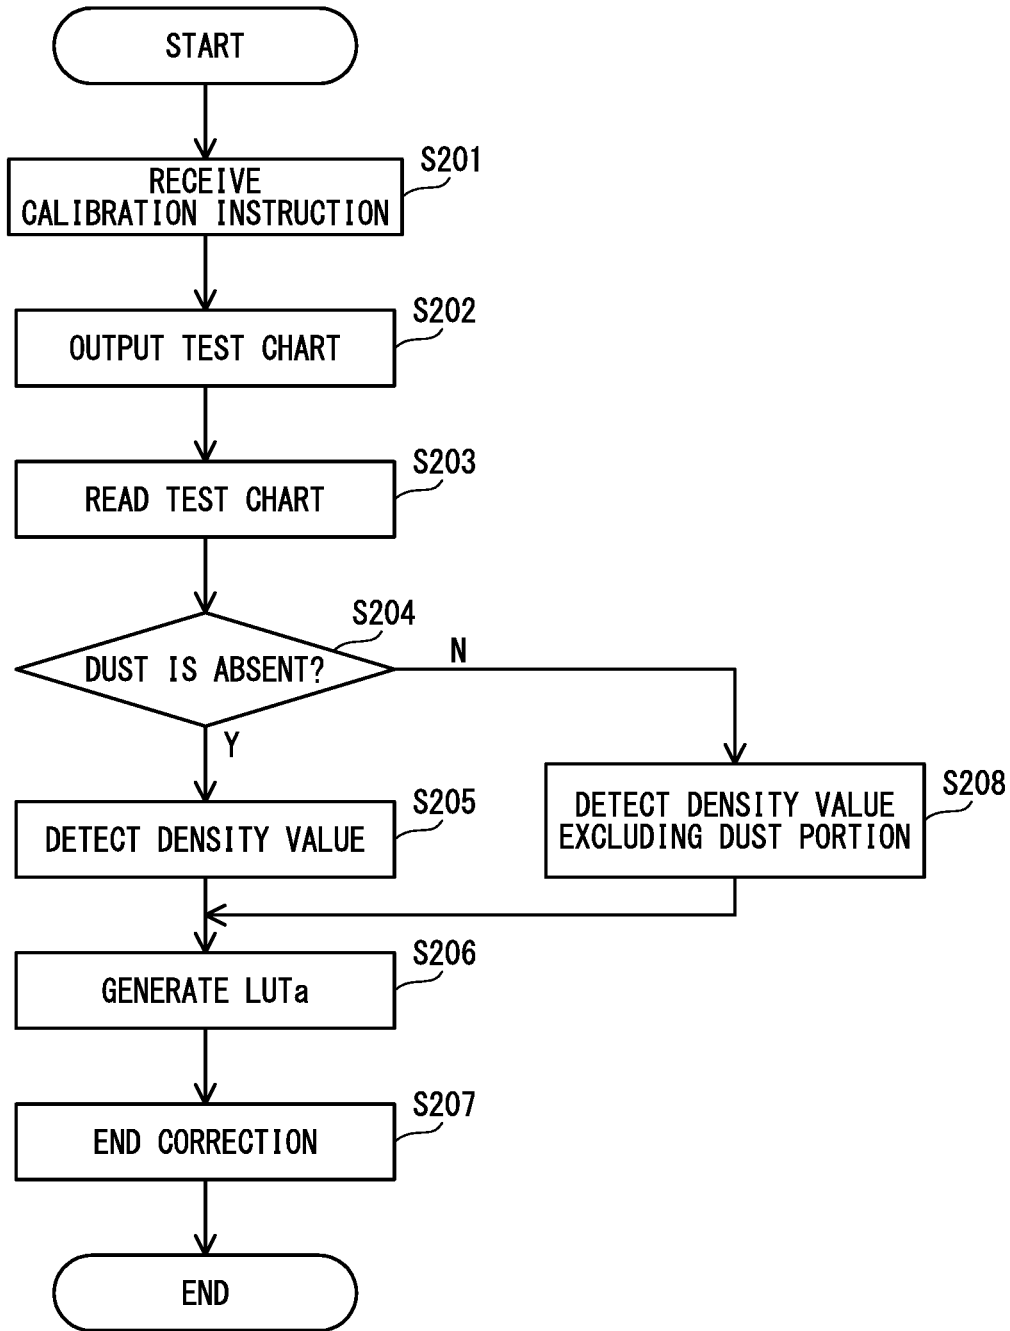 START
S201
RECEIVE
CALIBRATION INSTRUCTION
S202
OUTPUT TEST CHART
S203
READ TEST CHART
S204
DUST IS ABSENT?
N
Y
S205
DETECT DENSITY VALUE
S208
DETECT DENSITY VALUE
EXCLUDING DUST PORTION
S206
GENERATE LUTa
S207
END CORRECTION
END